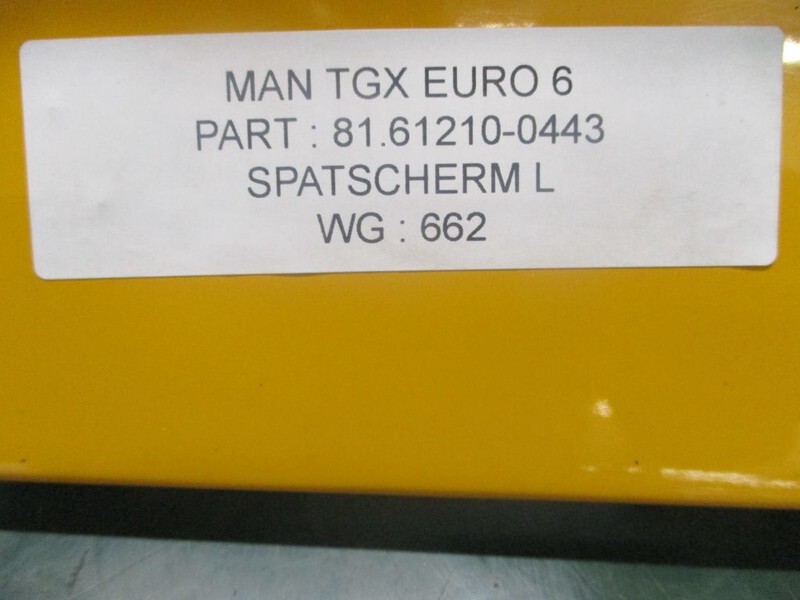 MAN TGX EURO 6
PART : 81.61210-0443
SPATSCHERM L
WG : 662